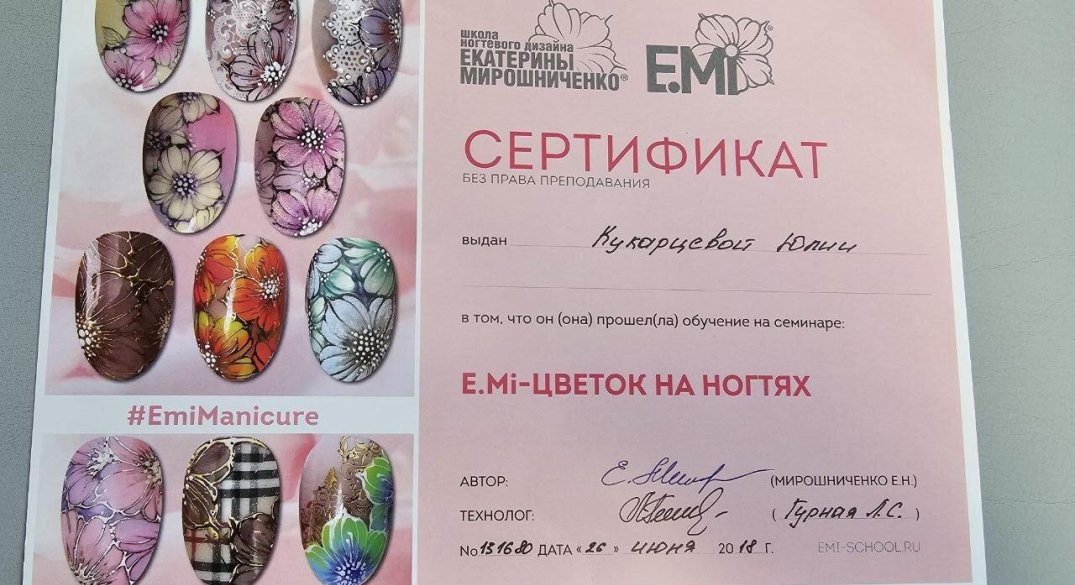 школа
ногтевого дизайна
ЕКАТЕРИНЫ
МИРОШНИЧЕНКО®
E.Mi®
СЕРТИФИКАТ
БЕЗ ПРАВА ПРЕПОДАВАНИЯ
выдан Кукарцевой Юлии
в том, что он (она) прошел(ла) обучение на семинаре:
E.Mi-ЦВЕТОК НА НОГТЯХ
#EmiManicure
АВТОР: (МИРОШНИЧЕНКО Е.Н.)
ТЕХНОЛОГ: ( Гурная Л.С. )
No 131680 ДАТА « 26 » июня 2018 г.
EMI-SCHOOL.RU